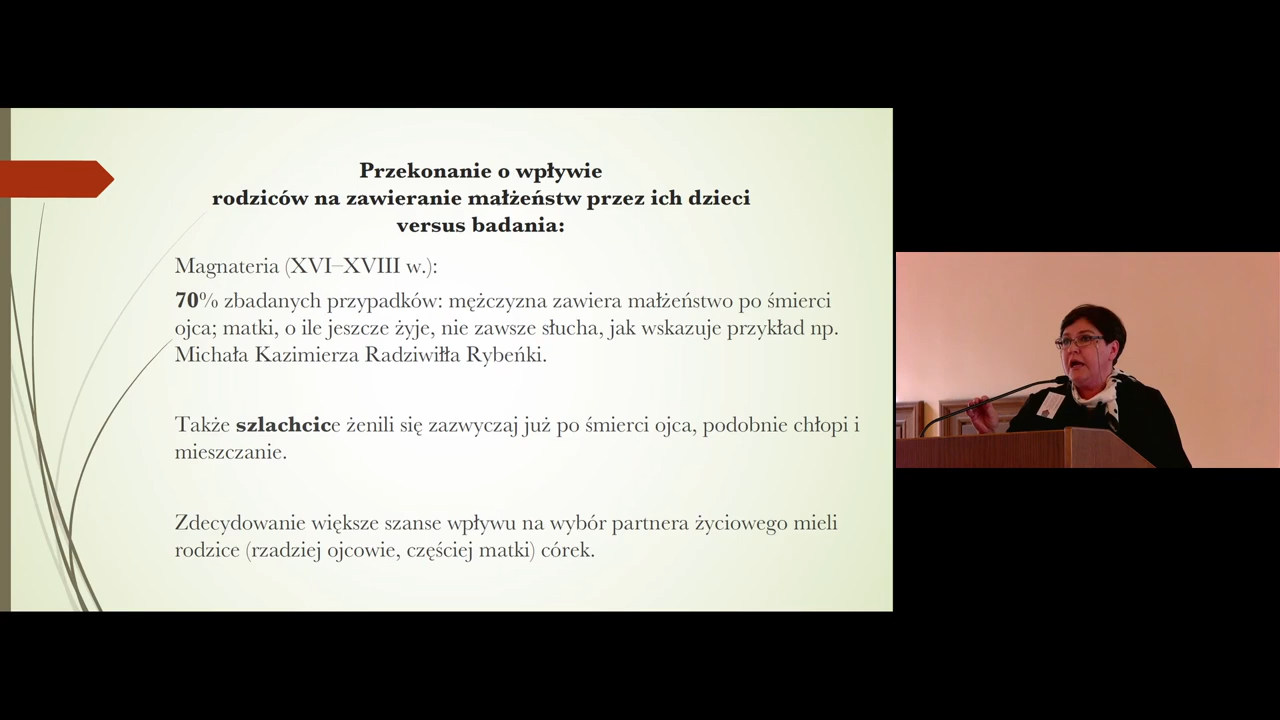 Przekonanie o wpływie
rodziców na zawieranie małżeństw przez ich dzieci
versus badania:
Magnateria (XVI–XVIII w.):
70% zbadanych przypadków: mężczyzna zawiera małżeństwo po śmierci
ojca; matki, o ile jeszcze żyje, nie zawsze słucha, jak wskazuje przykład np.
Michała Kazimierza Radziwiłła Rybeńki.
Także szlachcice żenili się zazwyczaj już po śmierci ojca, podobnie chłopi i
mieszczanie.
Zdecydowanie większe szanse wpływu na wybór partnera życiowego mieli
rodzice (rzadziej ojcowie, częściej matki) córek.